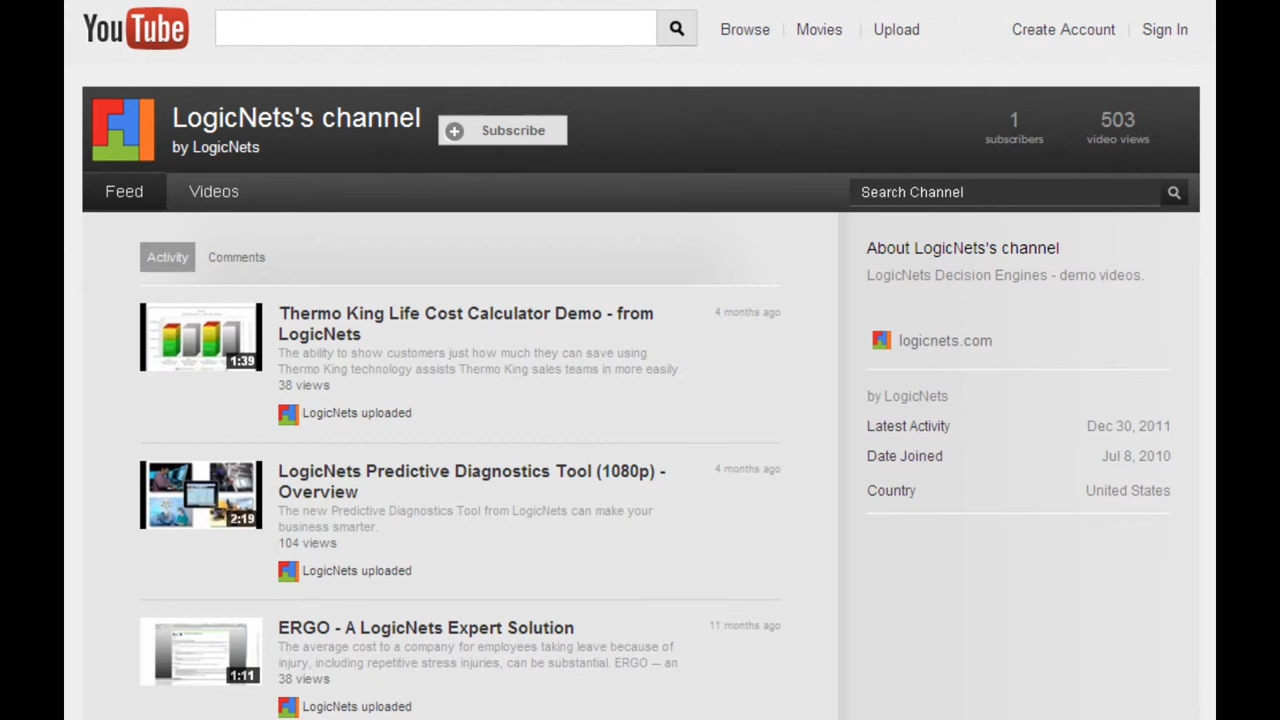 YouTube
Browse Movies Upload Create Account Sign In
LogicNets's channel
by LogicNets
Subscribe
1
subscribers
503
video views
Feed Videos
Search Channel
Activity Comments
1:39
Thermo King Life Cost Calculator Demo - from
LogicNets
4 months ago
The ability to show customers just how much they can save using
Thermo King technology assists Thermo King sales teams in more easily
38 views
LogicNets uploaded
2:19
LogicNets Predictive Diagnostics Tool (1080p) -
Overview
4 months ago
The new Predictive Diagnostics Tool from LogicNets can make your
business smarter.
104 views
LogicNets uploaded
1:11
ERGO - A LogicNets Expert Solution
11 months ago
The average cost to a company for employees taking leave because of
injury, including repetitive stress injuries, can be substantial. ERGO -- an
38 views
LogicNets uploaded
About LogicNets's channel
LogicNets Decision Engines - demo videos.
logicnets.com
by LogicNets
Latest Activity Dec 30, 2011
Date Joined Jul 8, 2010
Country United States